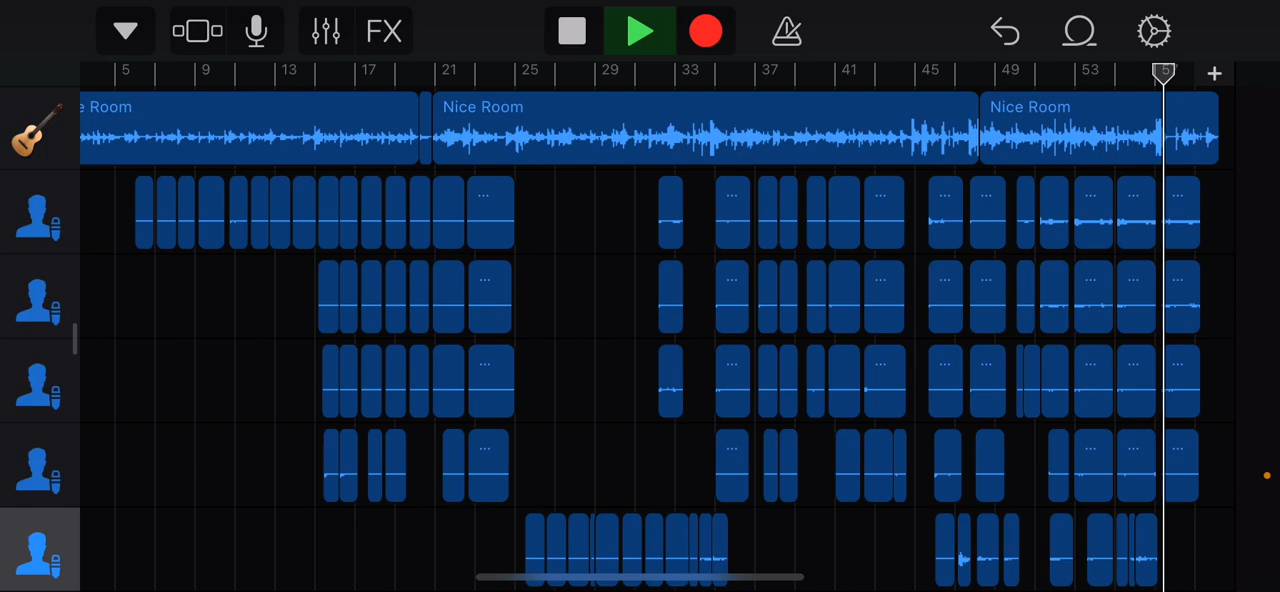 FX
5 9 13 17 21 25 29 33 37 41 45 49 53 57 +
e Room Nice Room Nice Room
... ... ... ... ... ... ... ... ...
... ... ... ... ... ... ... ...
... ... ... ... ... ... ... ...
... ... ... ... ...